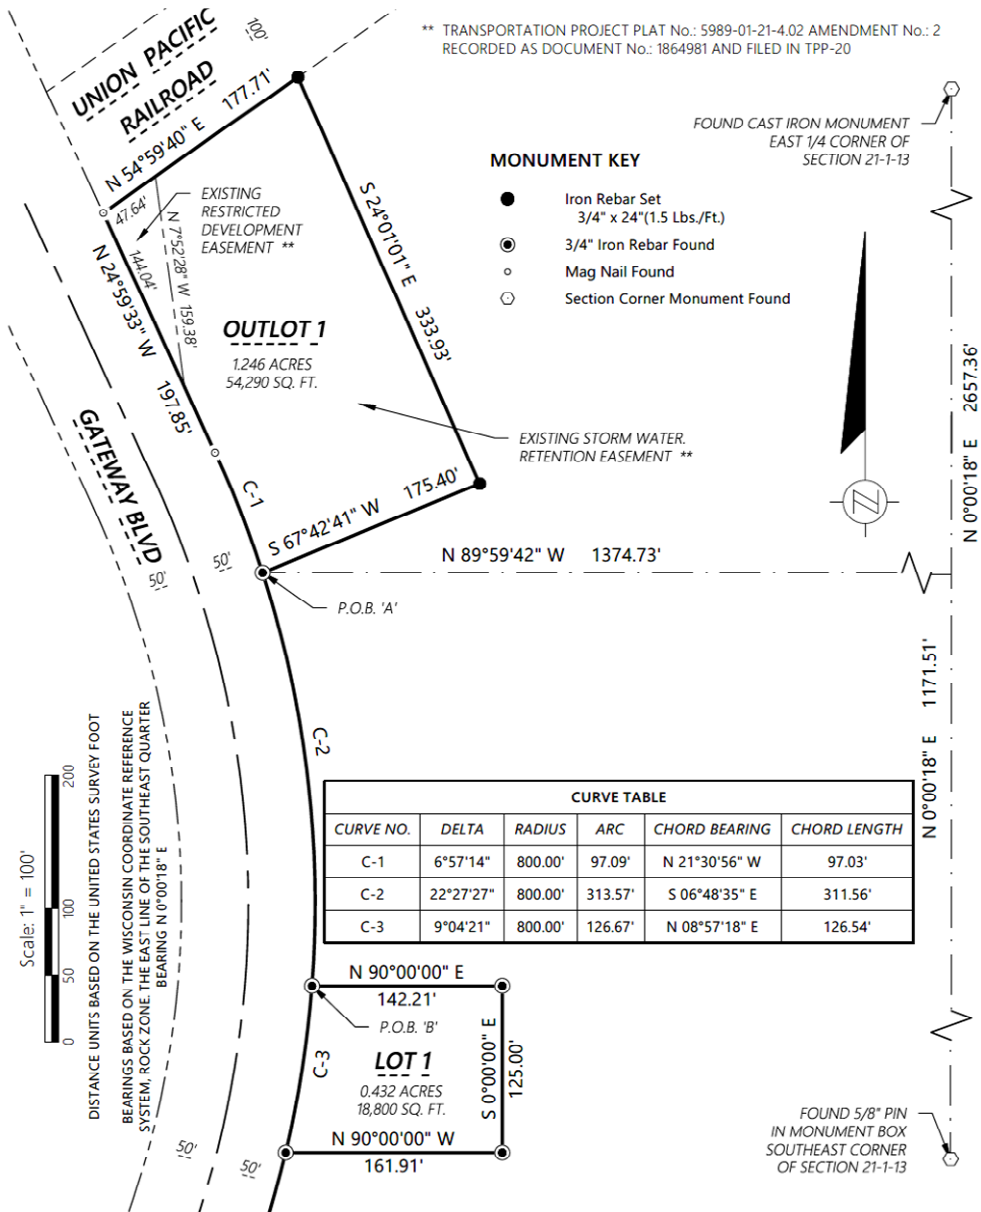 ** TRANSPORTATION PROJECT PLAT No.: 5989-01-21-4.02 AMENDMENT No.: 2
RECORDED AS DOCUMENT No.: 1864981 AND FILED IN TPP-20
UNION PACIFIC
RAILROAD
100'
N 54°59'40" E 177.71'
47.64'
EXISTING
RESTRICTED
DEVELOPMENT
EASEMENT **
N 7°52'28" W 159.38'
144.04'
N 24°59'33" W 197.85'
S 24°01'01" E 333.93'
OUTLOT 1
1.246 ACRES
54,290 SQ. FT.
FOUND CAST IRON MONUMENT
EAST 1/4 CORNER OF
SECTION 21-1-13
MONUMENT KEY
Iron Rebar Set
3/4" x 24"(1.5 Lbs./Ft.)
3/4" Iron Rebar Found
Mag Nail Found
Section Corner Monument Found
N
N 0°00'18" E 2657.36'
EXISTING STORM WATER.
RETENTION EASEMENT **
GATEWAY BLVD
C-1
S 67°42'41" W 175.40'
N 89°59'42" W 1374.73'
50'
50'
P.O.B. 'A'
N 0°00'18" E 1171.51'
C-2
CURVE TABLE
CURVE NO. DELTA RADIUS ARC CHORD BEARING CHORD LENGTH
C-1 6°57'14" 800.00' 97.09' N 21°30'56" W 97.03'
C-2 22°27'27" 800.00' 313.57' S 06°48'35" E 311.56'
C-3 9°04'21" 800.00' 126.67' N 08°57'18" E 126.54'
Scale: 1" = 100'
0 50 100 200
DISTANCE UNITS BASED ON THE UNITED STATES SURVEY FOOT
BEARINGS BASED ON THE WISCONSIN COORDINATE REFERENCE
SYSTEM, ROCK ZONE. THE EAST LINE OF THE SOUTHEAST QUARTER
BEARING N 0°00'18" E
N 90°00'00" E
142.21'
P.O.B. 'B'
C-3
LOT 1
0.432 ACRES
18,800 SQ. FT.
S 0°00'00" E
125.00'
N 90°00'00" W
161.91'
50'
50'
FOUND 5/8" PIN
IN MONUMENT BOX
SOUTHEAST CORNER
OF SECTION 21-1-13